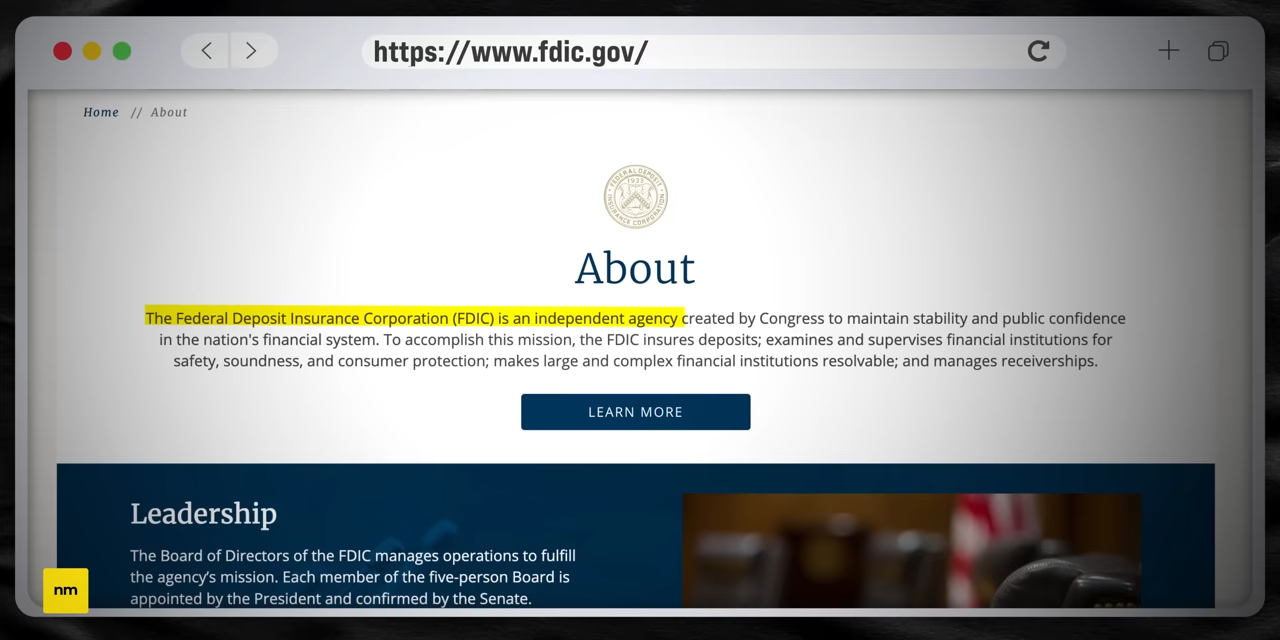 https://www.fdic.gov/
Home // About
FEDERAL DEPOSIT INSURANCE CORPORATION
1933
About
The Federal Deposit Insurance Corporation (FDIC) is an independent agency created by Congress to maintain stability and public confidence
in the nation's financial system. To accomplish this mission, the FDIC insures deposits; examines and supervises financial institutions for
safety, soundness, and consumer protection; makes large and complex financial institutions resolvable; and manages receiverships.
LEARN MORE
Leadership
The Board of Directors of the FDIC manages operations to fulfill
the agency’s mission. Each member of the five-person Board is
appointed by the President and confirmed by the Senate.
nm